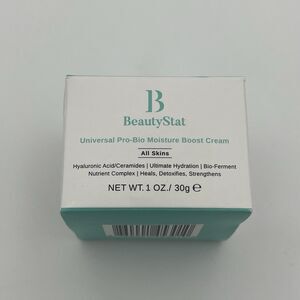 B
BeautyStat
Universal Pro-Bio Moisture Boost Cream
All Skins
Hyaluronic Acid/Ceramides | Ultimate Hydration | Bio-Ferment
Nutrient Complex | Heals, Detoxifies, Strengthens
NET WT. 1 OZ./ 30g ℮